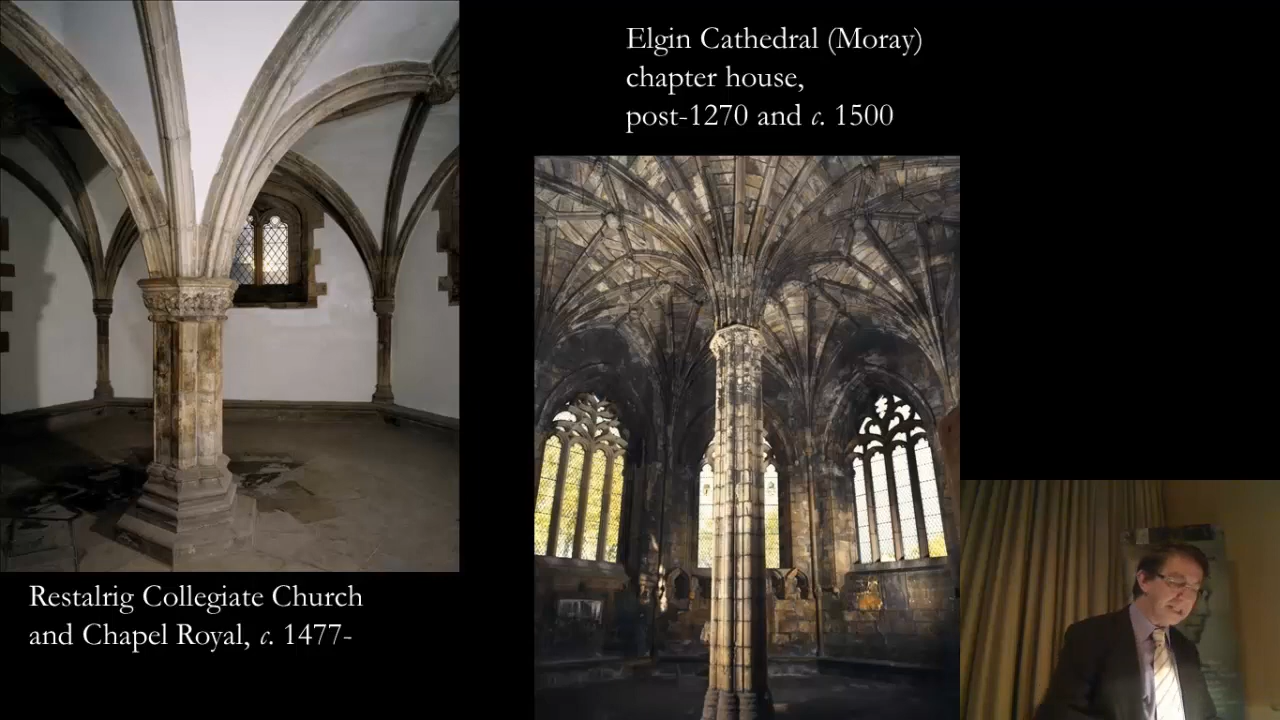 Elgin Cathedral (Moray)
chapter house,
post-1270 and c. 1500
Restalrig Collegiate Church
and Chapel Royal, c. 1477-